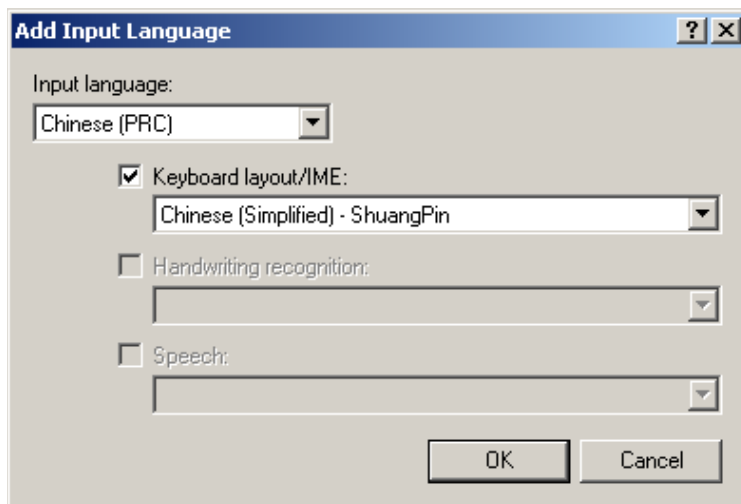 Add Input Language
Input language:
Chinese (PRC)
Keyboard layout/IME:
Chinese (Simplified) - ShuangPin
Handwriting recognition:
Speech:
OK Cancel